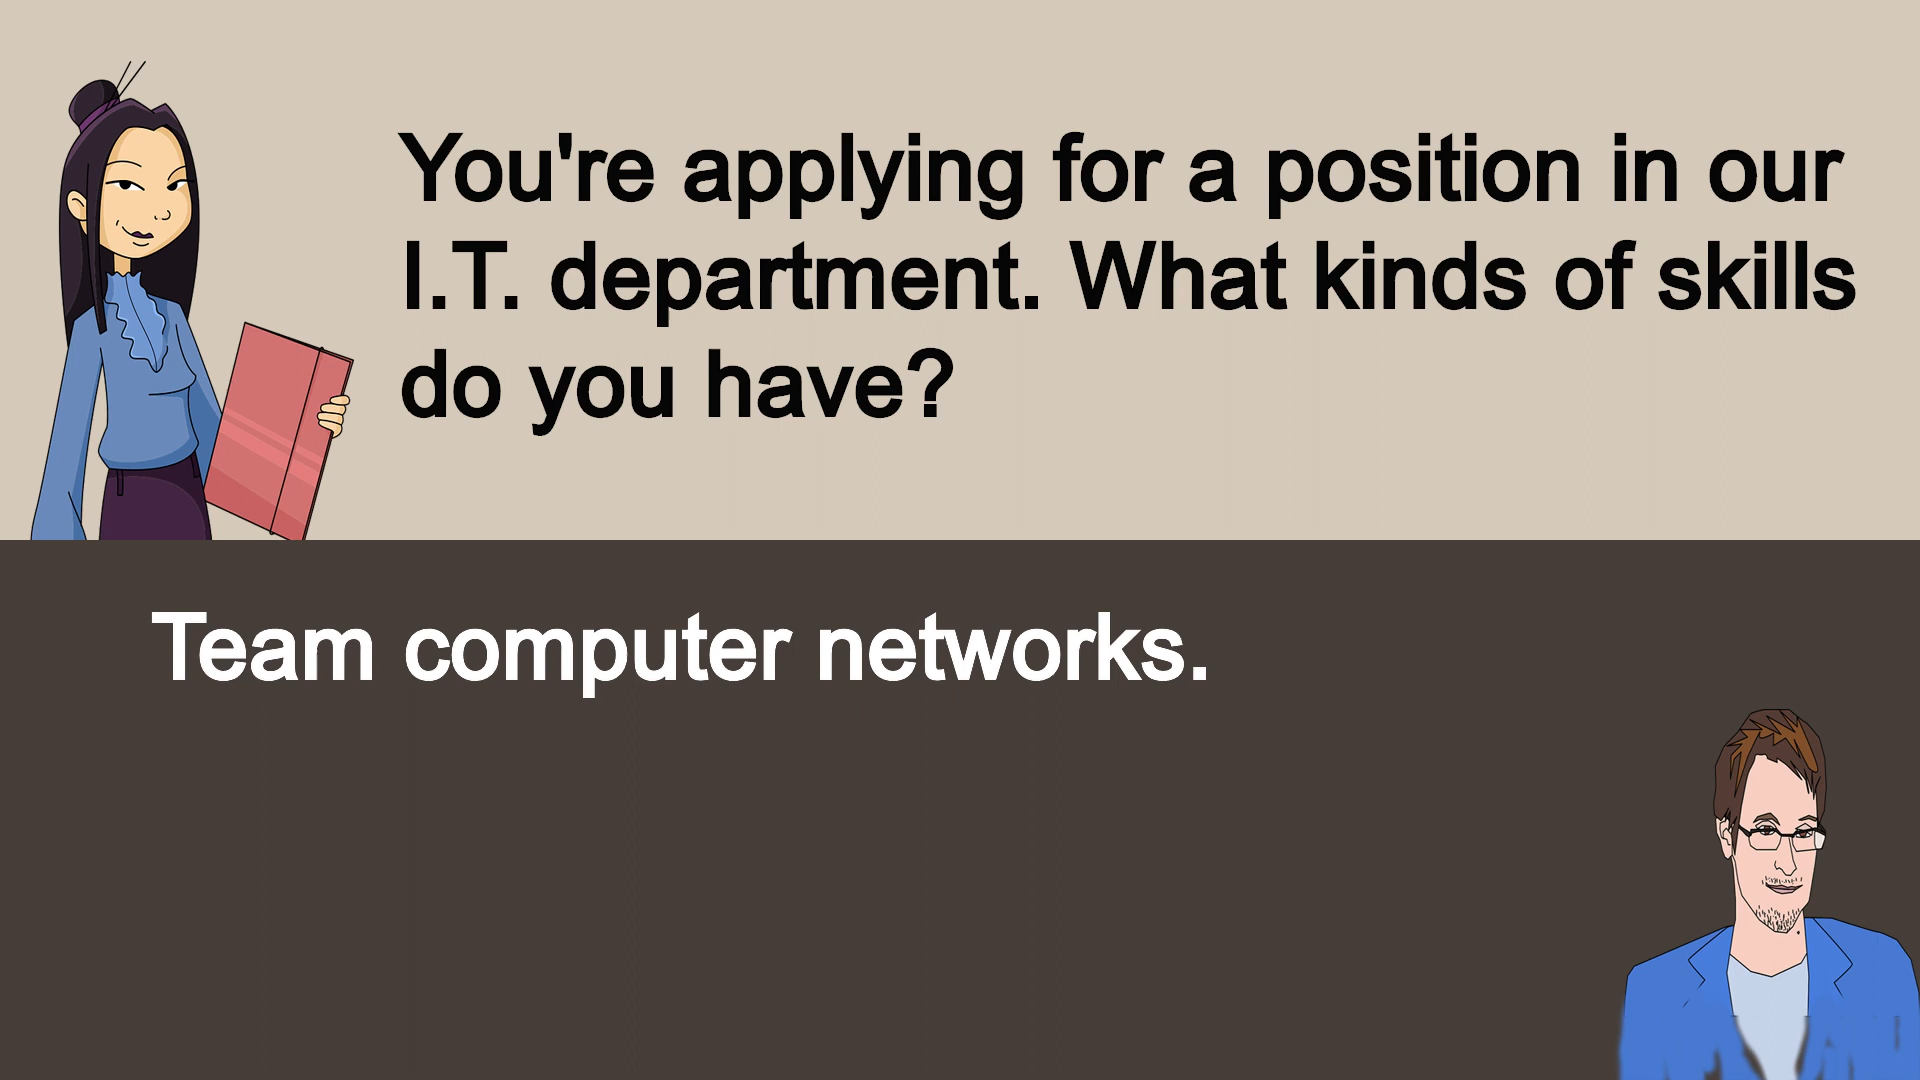 You're applying for a position in our
I.T. department. What kinds of skills
do you have?
Team computer networks.